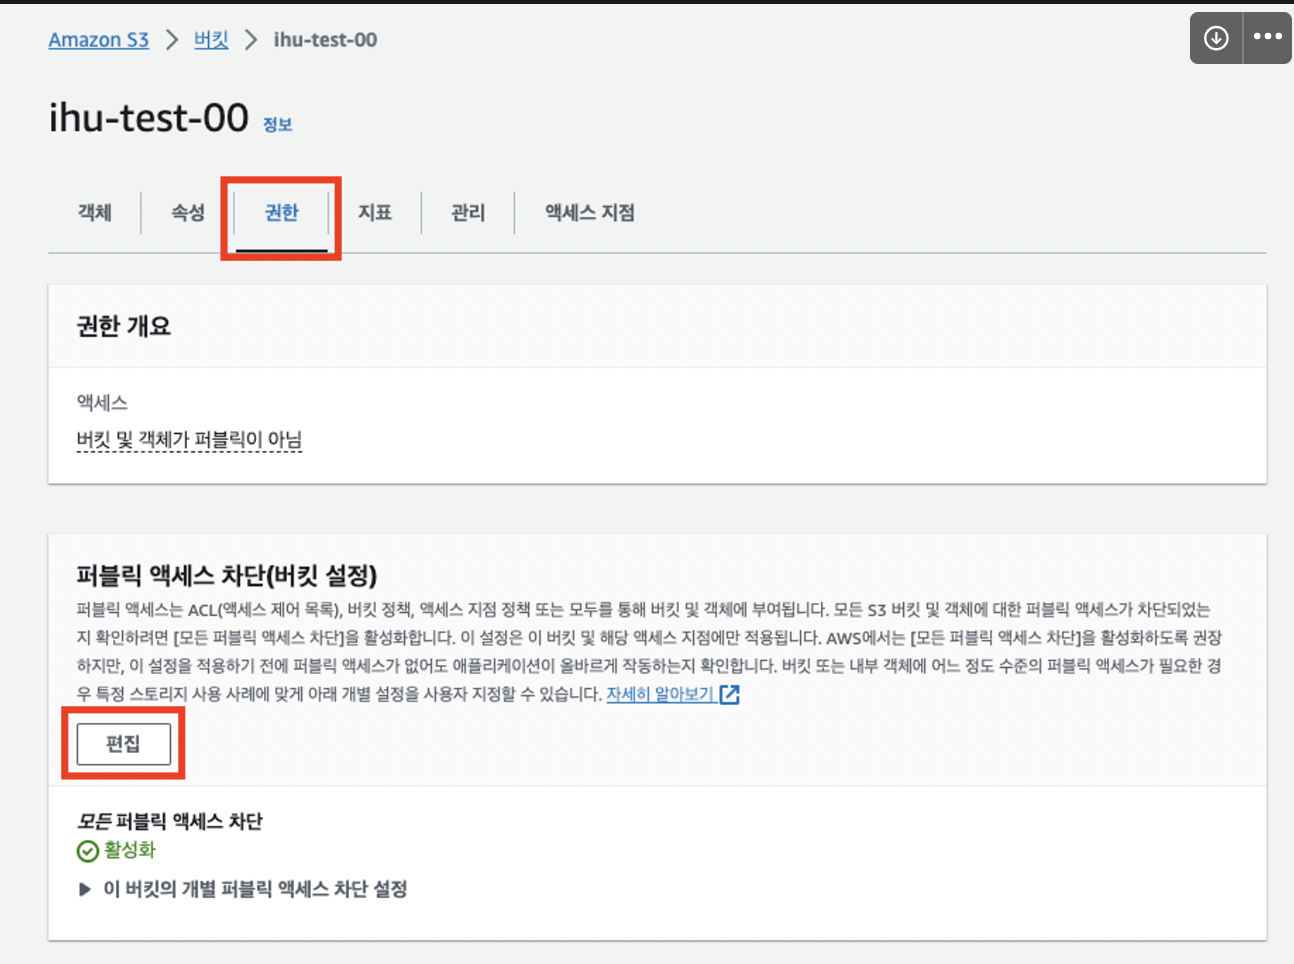 Amazon S3 > 버킷 > ihu-test-00
ihu-test-00 정보
객체 속성 권한 지표 관리 액세스 지점
권한 개요
액세스
버킷 및 객체가 퍼블릭이 아님
퍼블릭 액세스 차단(버킷 설정)
퍼블릭 액세스는 ACL(액세스 제어 목록), 버킷 정책, 액세스 지점 정책 또는 모두를 통해 버킷 및 객체에 부여됩니다. 모든 S3 버킷 및 객체에 대한 퍼블릭 액세스가 차단되었는
지 확인하려면 [모든 퍼블릭 액세스 차단]을 활성화합니다. 이 설정은 이 버킷 및 해당 액세스 지점에만 적용됩니다. AWS에서는 [모든 퍼블릭 액세스 차단]을 활성화하도록 권장
하지만, 이 설정을 적용하기 전에 퍼블릭 액세스가 없어도 애플리케이션이 올바르게 작동하는지 확인합니다. 버킷 또는 내부 객체에 어느 정도 수준의 퍼블릭 액세스가 필요한 경
우 특정 스토리지 사용 사례에 맞게 아래 개별 설정을 사용자 지정할 수 있습니다. 자세히 알아보기
편집
모든 퍼블릭 액세스 차단
활성화
이 버킷의 개별 퍼블릭 액세스 차단 설정